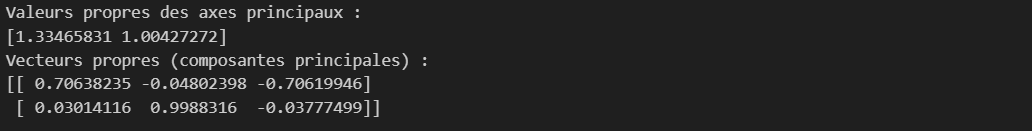 Valeurs propres des axes principaux :
[1.33465831 1.00427272]
Vecteurs propres (composantes principales) :
[[ 0.70638235 -0.04802398 -0.70619946]
 [ 0.03014116  0.9988316  -0.03777499]]